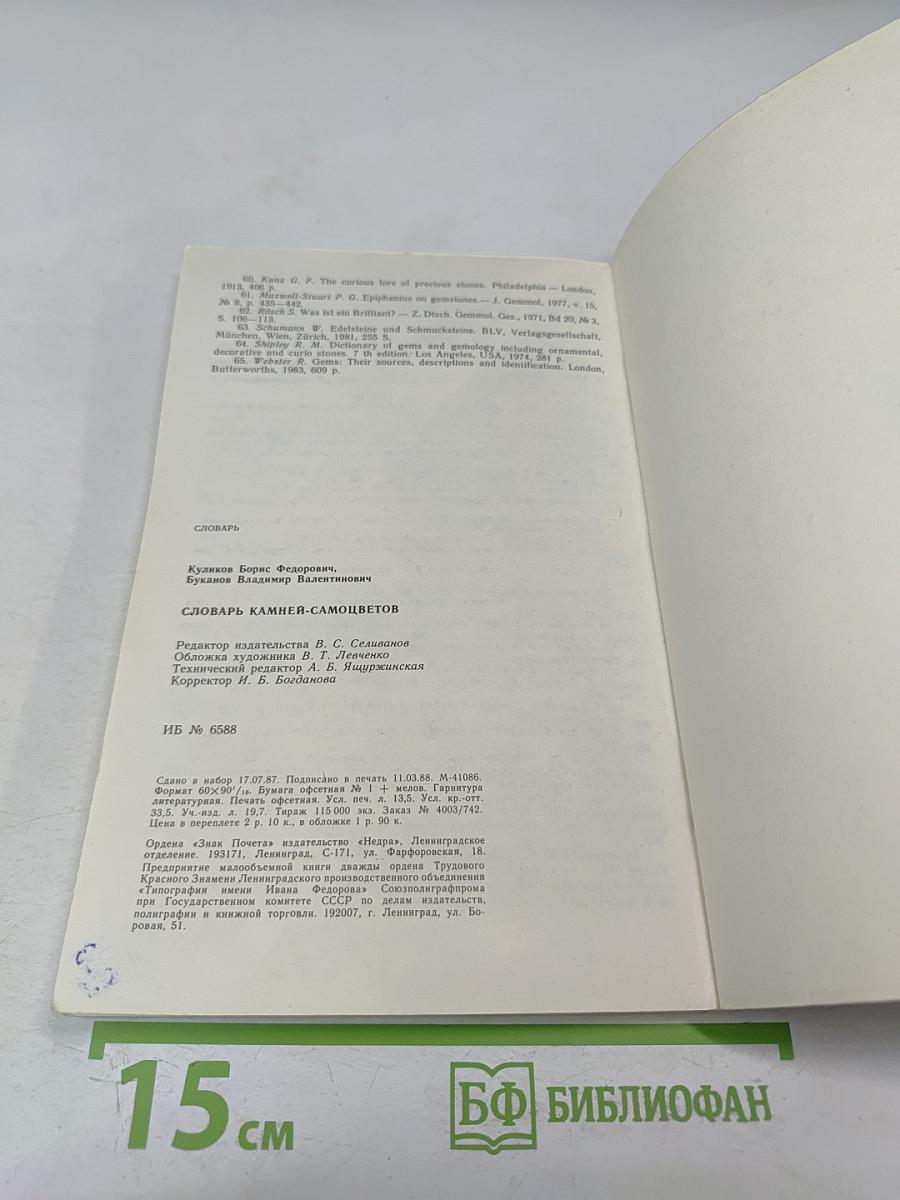 60. Kunz G. F. The curious lore of precious stones. Philadelphia — London,
1913, 406 p.
61. Maxwell-Stuart P. G. Epiphanius on gemstones.— J. Gemmol, 1977, v. 15,
№ 8, p. 435—442.
62. Rösch S. Was ist ein Brilliant? — Z. Dtsch. Gemmol. Ges., 1971, Bd 20, № 3,
S. 106—113.
63. Schumann W. Edelsteine und Schmucksteine. BLV, Verlagsgesellschaft,
München, Wien, Zürich, 1981, 255 S.
64. Shipley R. M. Dictionary of gems and gemology including ornamental,
decorative and curio stones. 7 th edition. Los Angeles, USA, 1974, 281 p.
65. Webster R. Gems: Their sources, descriptions and identification. London,
Butterworths, 1983, 609 p.
СЛОВАРЬ
Куликов Борис Федорович,
Буканов Владимир Валентинович
СЛОВАРЬ КАМНЕЙ-САМОЦВЕТОВ
Редактор издательства В. С. Селиванов
Обложка художника В. Т. Левченко
Технический редактор А. Б. Ящуржинская
Корректор И. Б. Богданова
ИБ № 6588
Сдано в набор 17.07.87. Подписано в печать 11.03.88. М-41086.
Формат 60×90¹/₁₆. Бумага офсетная № 1 + мелов. Гарнитура
литературная. Печать офсетная. Усл. печ. л. 13,5. Усл. кр.-отт.
33,5. Уч.-изд. л. 19,7. Тираж 115 000 экз. Заказ № 4003/742.
Цена в переплете 2 р. 10 к., в обложке 1 р. 90 к.
Ордена «Знак Почета» издательство «Недра», Ленинградское
отделение. 193171, Ленинград, С-171, ул. Фарфоровская, 18.
Предприятие малообъемной книги дважды ордена Трудового
Красного Знамени Ленинградского производственного объединения
«Типография имени Ивана Федорова» Союзполиграфпрома
при Государственном комитете СССР по делам издательств,
полиграфии и книжной торговли. 192007, г. Ленинград, ул. Бо-
ровая, 51.
15 см
БФ БИБЛИОФАН